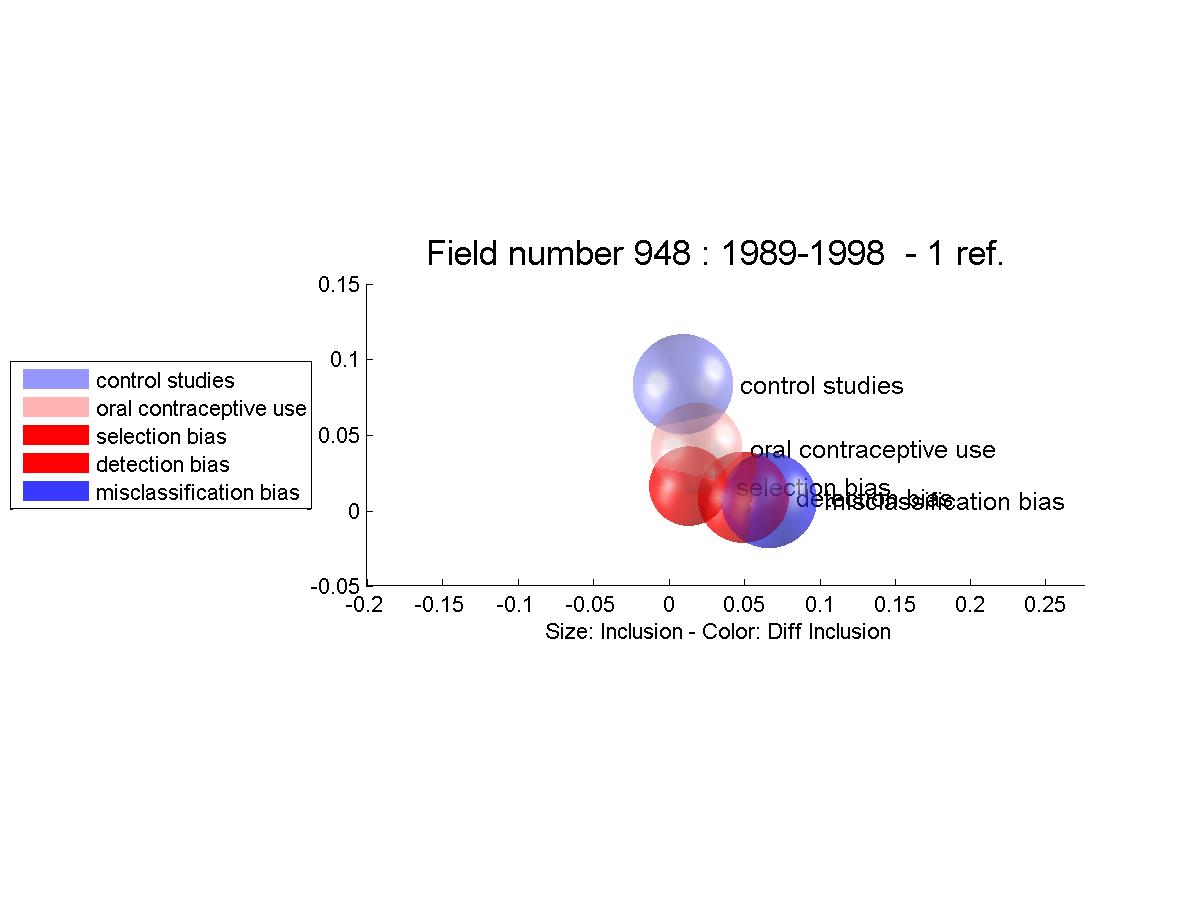 Field number 948 : 1989-1998 - 1 ref.
control studies
oral contraceptive use
selection bias
detection bias
misclassification bias
0.15
0.1
0.05
0
-0.05
control studies
oral contraceptive use
selection bias
detection bias
misclassification bias
-0.2 -0.15 -0.1 -0.05 0 0.05 0.1 0.15 0.2 0.25
Size: Inclusion - Color: Diff Inclusion